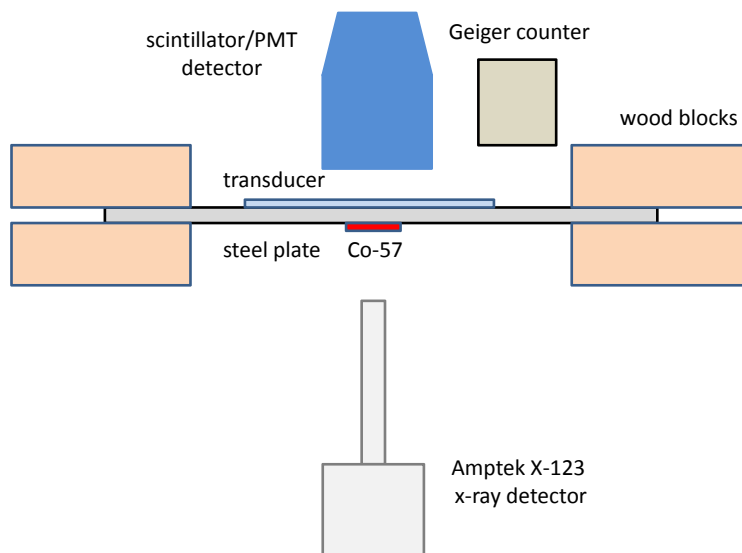 scintillator/PMT
detector
Geiger counter
wood blocks
transducer
steel plate
Co-57
Amptek X-123
x-ray detector